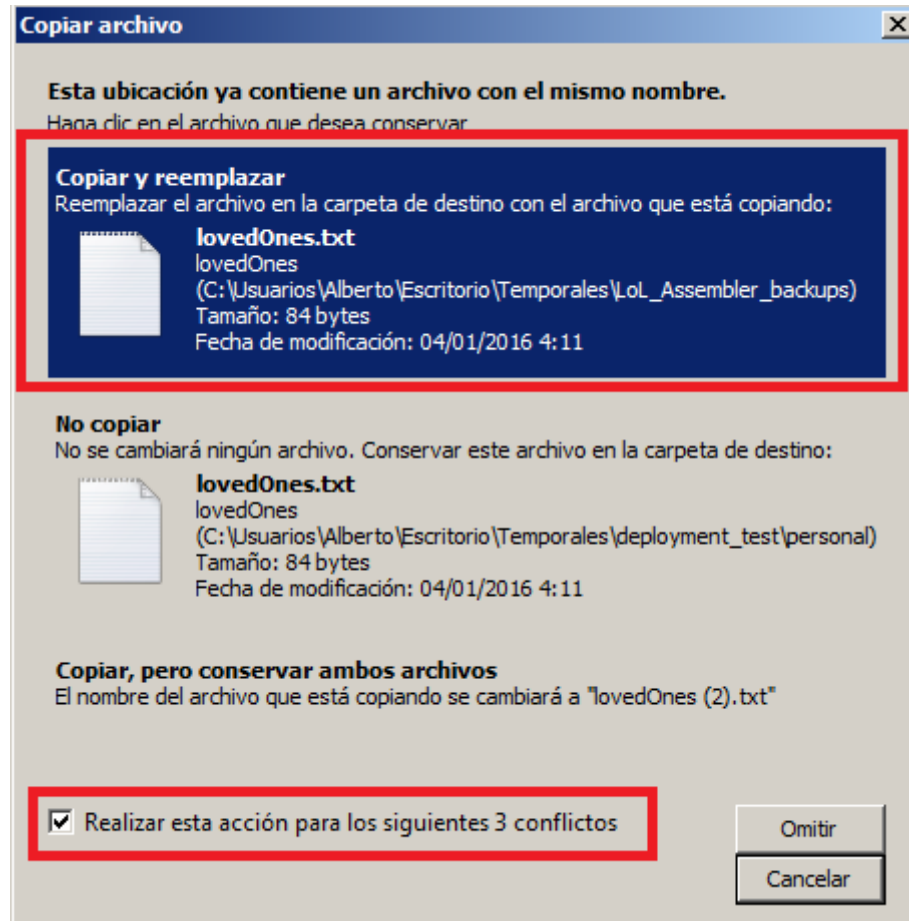 Copiar archivo
Esta ubicación ya contiene un archivo con el mismo nombre.
Haga clic en el archivo que desea conservar
Copiar y reemplazar
Reemplazar el archivo en la carpeta de destino con el archivo que está copiando:
lovedOnes.txt
lovedOnes
(C:\Usuarios\Alberto\Escritorio\Temporales\LoL_Assembler_backups)
Tamaño: 84 bytes
Fecha de modificación: 04/01/2016 4:11
No copiar
No se cambiará ningún archivo. Conservar este archivo en la carpeta de destino:
lovedOnes.txt
lovedOnes
(C:\Usuarios\Alberto\Escritorio\Temporales\deployment_test\personal)
Tamaño: 84 bytes
Fecha de modificación: 04/01/2016 4:11
Copiar, pero conservar ambos archivos
El nombre del archivo que está copiando se cambiará a "lovedOnes (2).txt"
Realizar esta acción para los siguientes 3 conflictos
Omitir
Cancelar